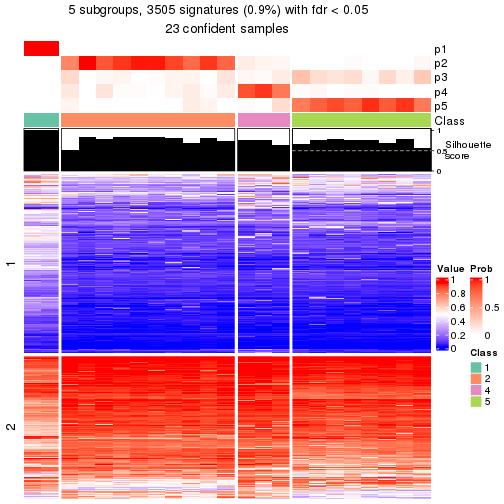 5 subgroups, 3505 signatures (0.9%) with fdr < 0.05
23 confident samples
p1
p2
p3
p4
p5
Class
1
0.5
0
Silhouette
score
1
2
Value
1
0.8
0.6
0.4
0.2
0
Prob
1
0.5
0
Class
1
2
4
5